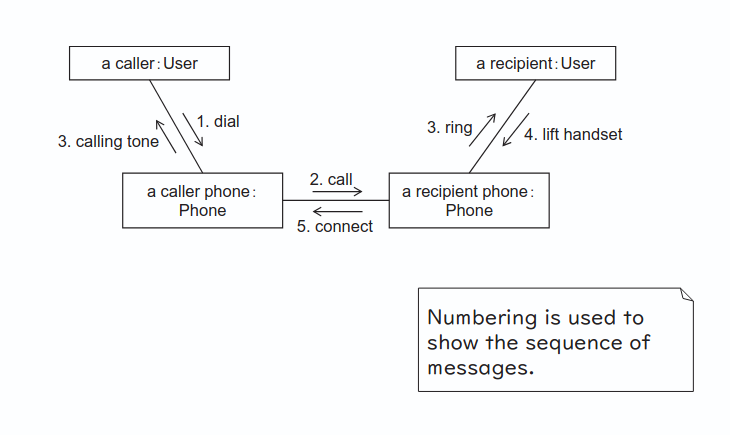 a caller:User
a recipient:User
1. dial
3. calling tone
3. ring
4. lift handset
a caller phone:
Phone
2. call
5. connect
a recipient phone:
Phone
Numbering is used to
show the sequence of
messages.